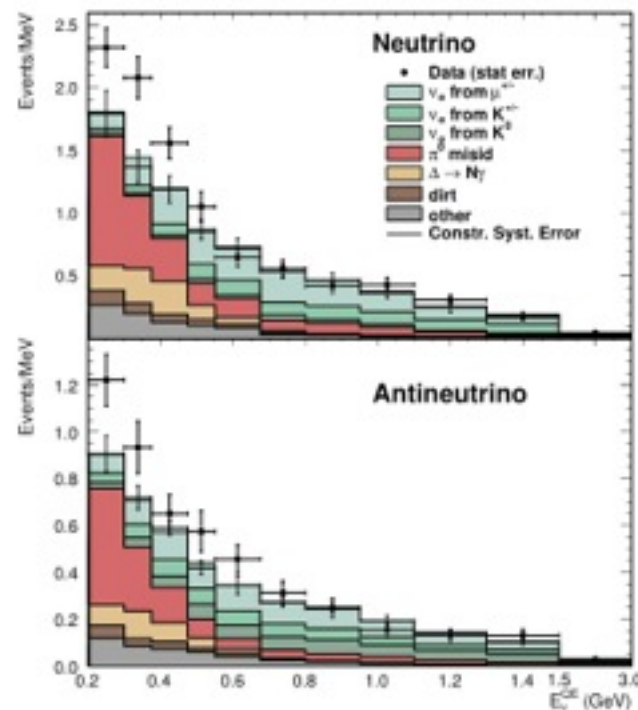 Events/MeV
Neutrino
2.5
2.0
1.5
1.0
0.5
Data (stat err.)
νₑ from μ⁺/⁻
νₑ from K⁺/⁻
νₑ from K⁰
π⁰ misid
Δ → Nγ
dirt
other
Constr. Syst. Error
Events/MeV
Antineutrino
1.2
1.0
0.8
0.6
0.4
0.2
0.0
0.2 0.4 0.6 0.8 1.0 1.2 1.4 1.5 3.0
(GeV)